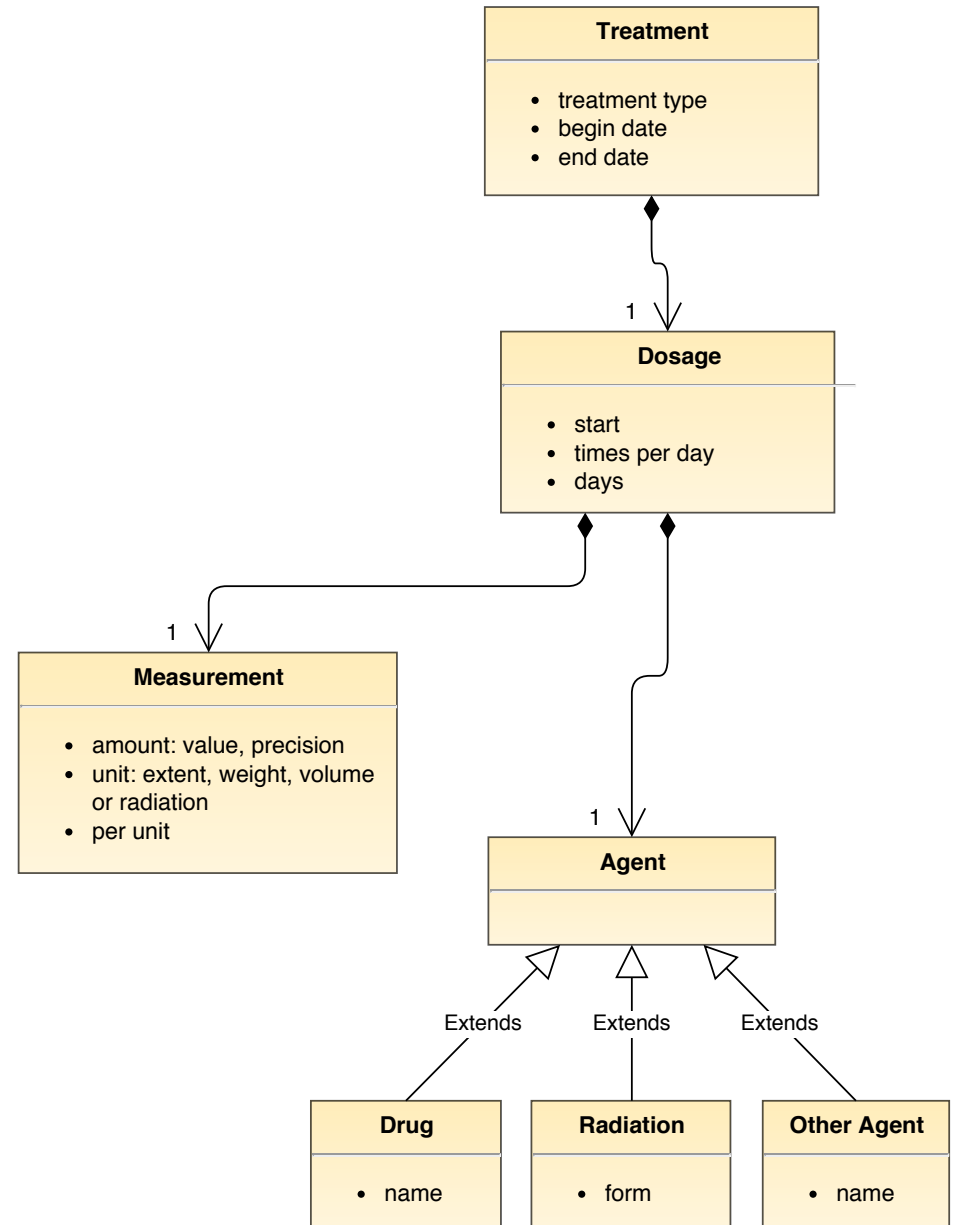 Treatment
• treatment type
• begin date
• end date
1
Dosage
• start
• times per day
• days
1
Measurement
• amount: value, precision
• unit: extent, weight, volume
or radiation
• per unit
1
Agent
Extends
Extends
Extends
Drug
• name
Radiation
• form
Other Agent
• name